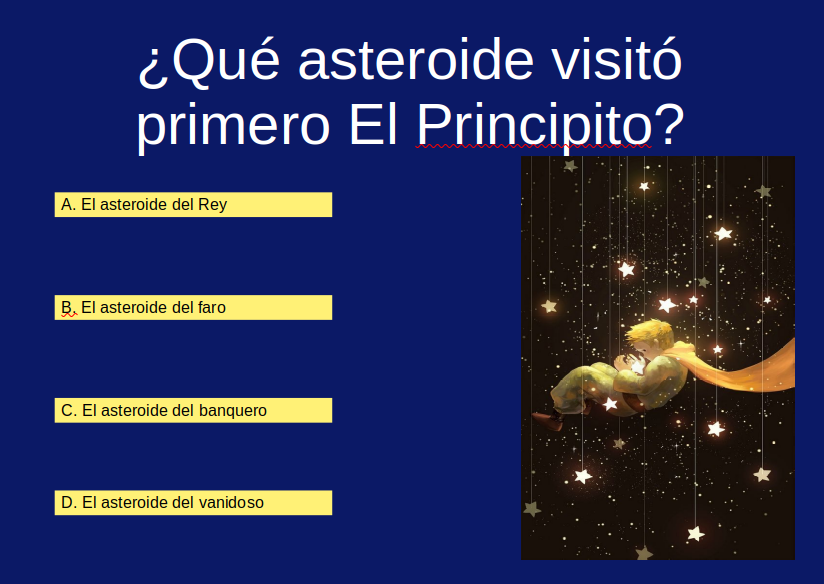 ¿Qué asteroide visitó
primero El Principito?
A. El asteroide del Rey
B. El asteroide del faro
C. El asteroide del banquero
D. El asteroide del vanidoso